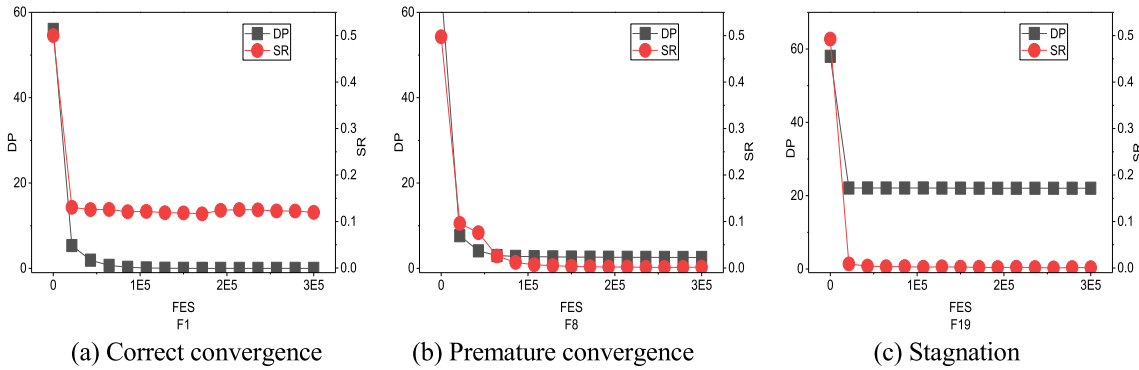 60
40
20
0
DP
DP
SR
0.5
0.4
0.3
0.2
0.1
0.0
SR
0
1E5
2E5
3E5
FES
F1
(a) Correct convergence
60
40
20
0
DP
DP
SR
0.5
0.4
0.3
0.2
0.1
0.0
SR
0
1E5
2E5
3E5
FES
F8
(b) Premature convergence
60
40
20
0
DP
DP
SR
0.5
0.4
0.3
0.2
0.1
0.0
SR
0
1E5
2E5
3E5
FES
F19
(c) Stagnation